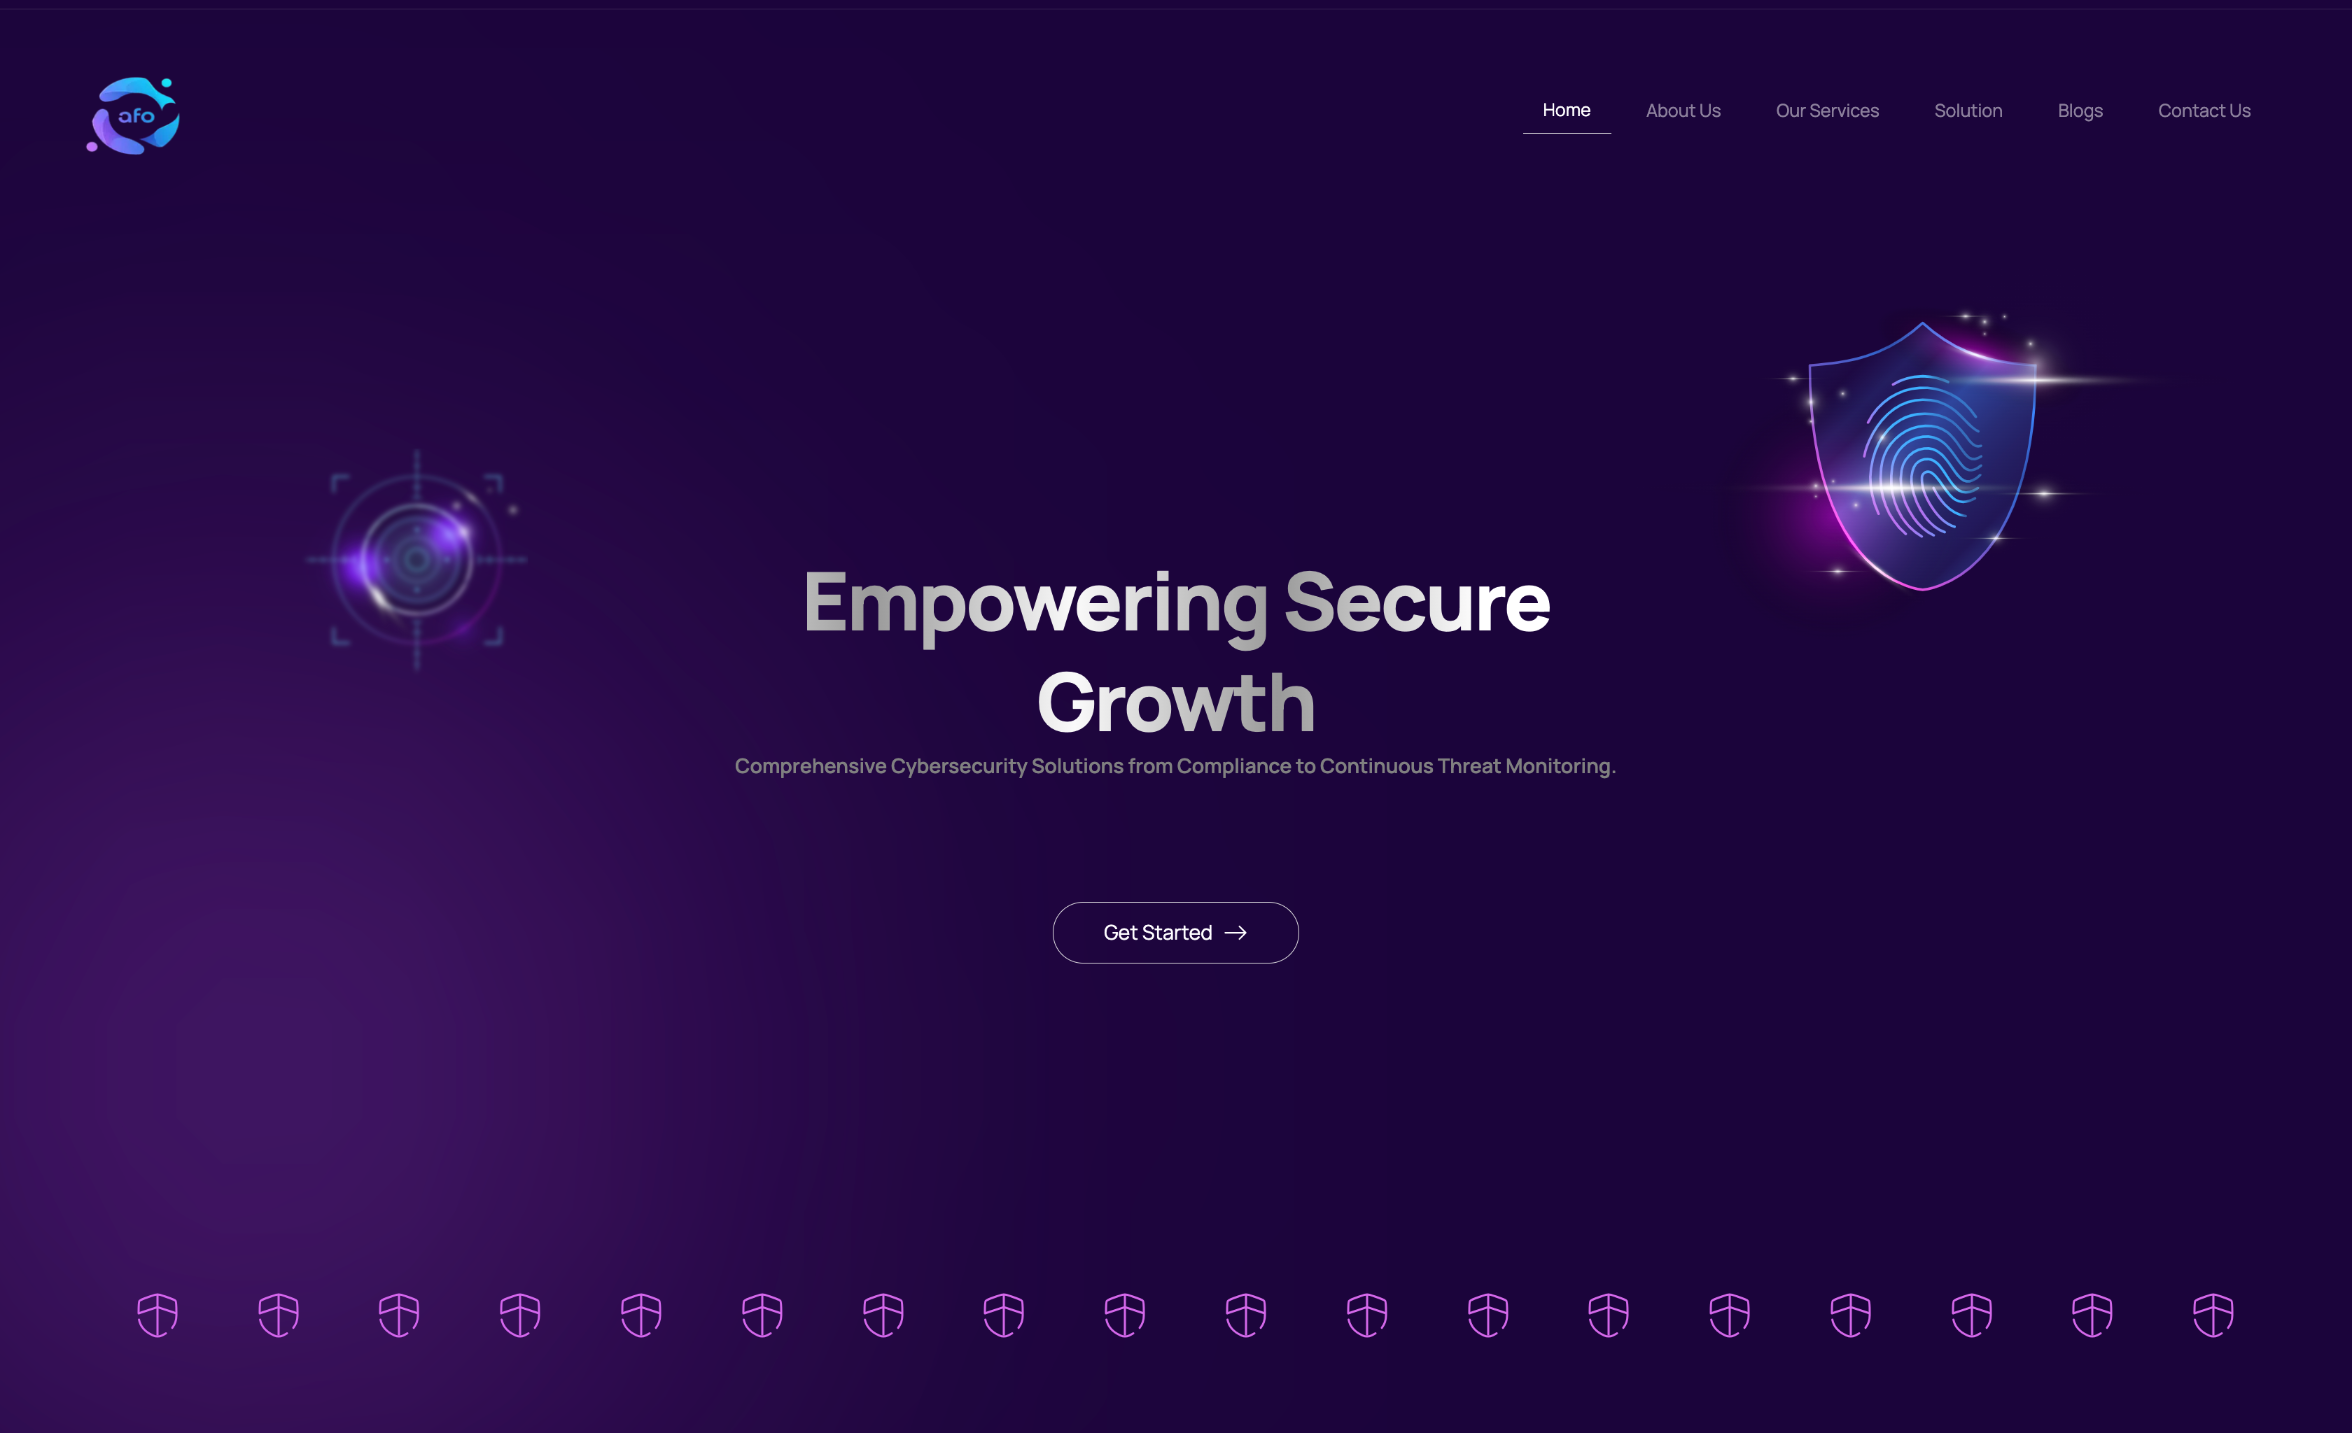 afo
Home
About Us
Our Services
Solution
Blogs
Contact Us
Empowering Secure
Growth
Comprehensive Cybersecurity Solutions from Compliance to Continuous Threat Monitoring.
Get Started